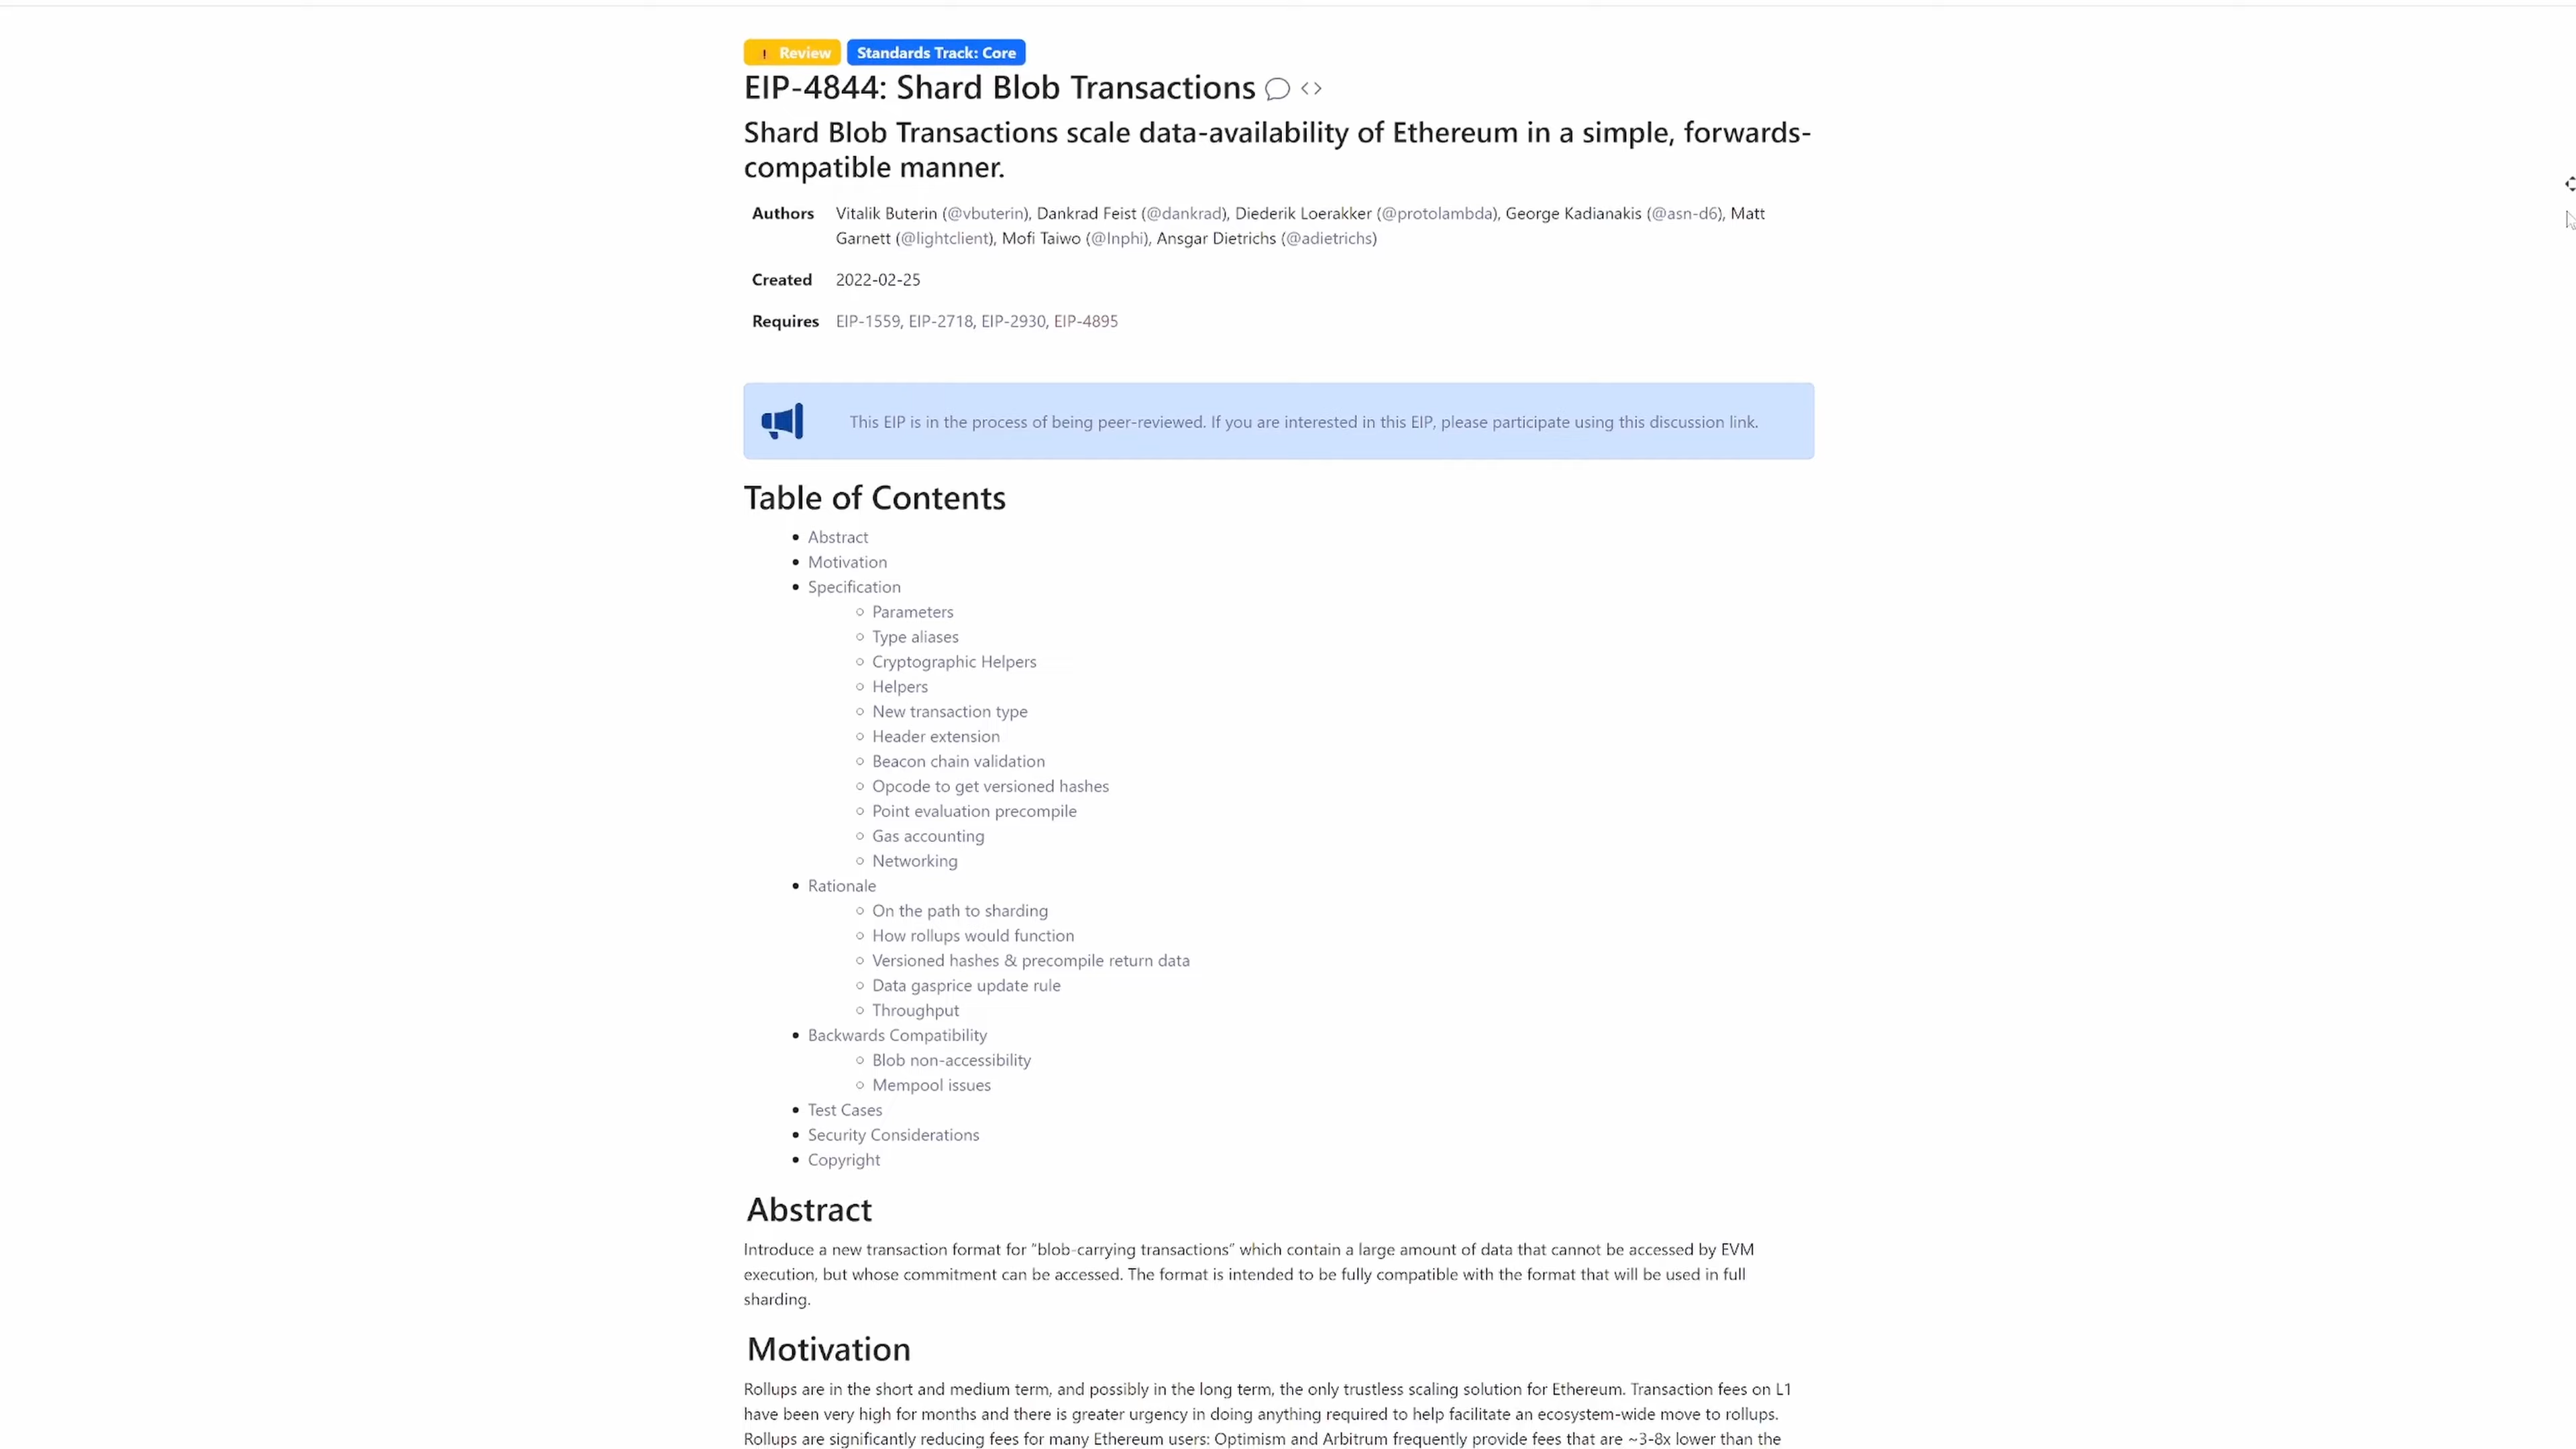 ! Review Standards Track: Core
EIP-4844: Shard Blob Transactions
Shard Blob Transactions scale data-availability of Ethereum in a simple, forwards-
compatible manner.
Authors Vitalik Buterin (@vbuterin), Dankrad Feist (@dankrad), Diederik Loerakker (@protolambda), George Kadianakis (@asn-d6), Matt
Garnett (@lightclient), Mofi Taiwo (@Inphi), Ansgar Dietrichs (@adietrichs)
Created 2022-02-25
Requires EIP-1559, EIP-2718, EIP-2930, EIP-4895
This EIP is in the process of being peer-reviewed. If you are interested in this EIP, please participate using this discussion link.
Table of Contents
• Abstract
• Motivation
• Specification
◦ Parameters
◦ Type aliases
◦ Cryptographic Helpers
◦ Helpers
◦ New transaction type
◦ Header extension
◦ Beacon chain validation
◦ Opcode to get versioned hashes
◦ Point evaluation precompile
◦ Gas accounting
◦ Networking
• Rationale
◦ On the path to sharding
◦ How rollups would function
◦ Versioned hashes & precompile return data
◦ Data gasprice update rule
◦ Throughput
• Backwards Compatibility
◦ Blob non-accessibility
◦ Mempool issues
• Test Cases
• Security Considerations
• Copyright
Abstract
Introduce a new transaction format for “blob-carrying transactions” which contain a large amount of data that cannot be accessed by EVM
execution, but whose commitment can be accessed. The format is intended to be fully compatible with the format that will be used in full
sharding.
Motivation
Rollups are in the short and medium term, and possibly in the long term, the only trustless scaling solution for Ethereum. Transaction fees on L1
have been very high for months and there is greater urgency in doing anything required to help facilitate an ecosystem-wide move to rollups.
Rollups are significantly reducing fees for many Ethereum users: Optimism and Arbitrum frequently provide fees that are ~3-8x lower than the